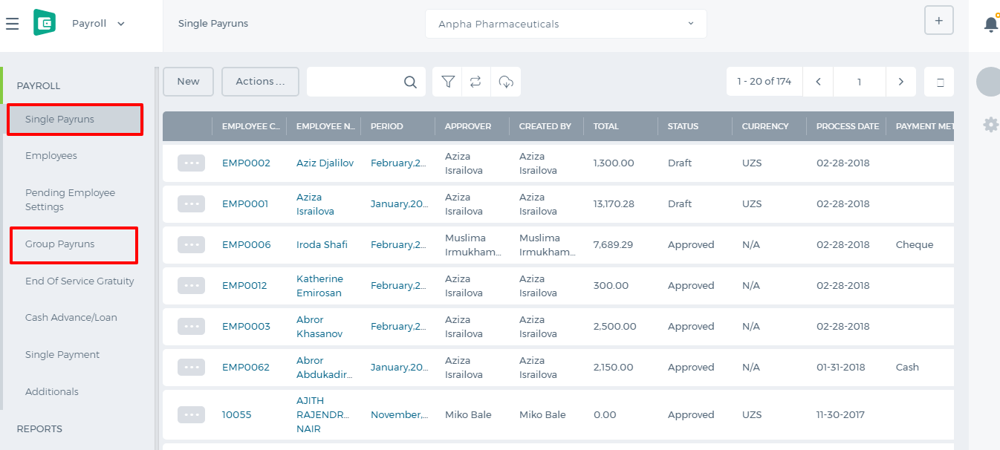 Payroll
Single Payruns
Anpha Pharmaceuticals
+
PAYROLL
Single Payruns
Employees
Pending Employee
Settings
Group Payruns
End Of Service Gratuity
Cash Advance/Loan
Single Payment
Additionals
REPORTS
New
Actions ...
1 - 20 of 174
1
EMPLOYEE C... EMPLOYEE N... PERIOD APPROVER CREATED BY TOTAL STATUS CURRENCY PROCESS DATE PAYMENT MET
EMP0002 Aziz Djalilov February,2... Aziza Israilova Aziza Israilova 1,300.00 Draft UZS 02-28-2018
EMP0001 Aziza Israilova January,20... Aziza Israilova Aziza Israilova 13,170.28 Draft UZS 02-28-2018
EMP0006 Iroda Shafi February,2... Muslima Irmukham... Muslima Irmukham... 7,689.29 Approved N/A 02-28-2018 Cheque
EMP0012 Katherine Emirosan February,2... Aziza Israilova Aziza Israilova 300.00 Approved N/A 02-28-2018
EMP0003 Abror Khasanov February,2... Aziza Israilova Aziza Israilova 2,500.00 Approved N/A 02-28-2018
EMP0062 Abror Abdukadir... January,20... Aziza Israilova Aziza Israilova 2,150.00 Approved N/A 01-31-2018 Cash
10055 AJITH RAJENDR... NAIR November,... Miko Bale Miko Bale 0.00 Approved UZS 11-30-2017